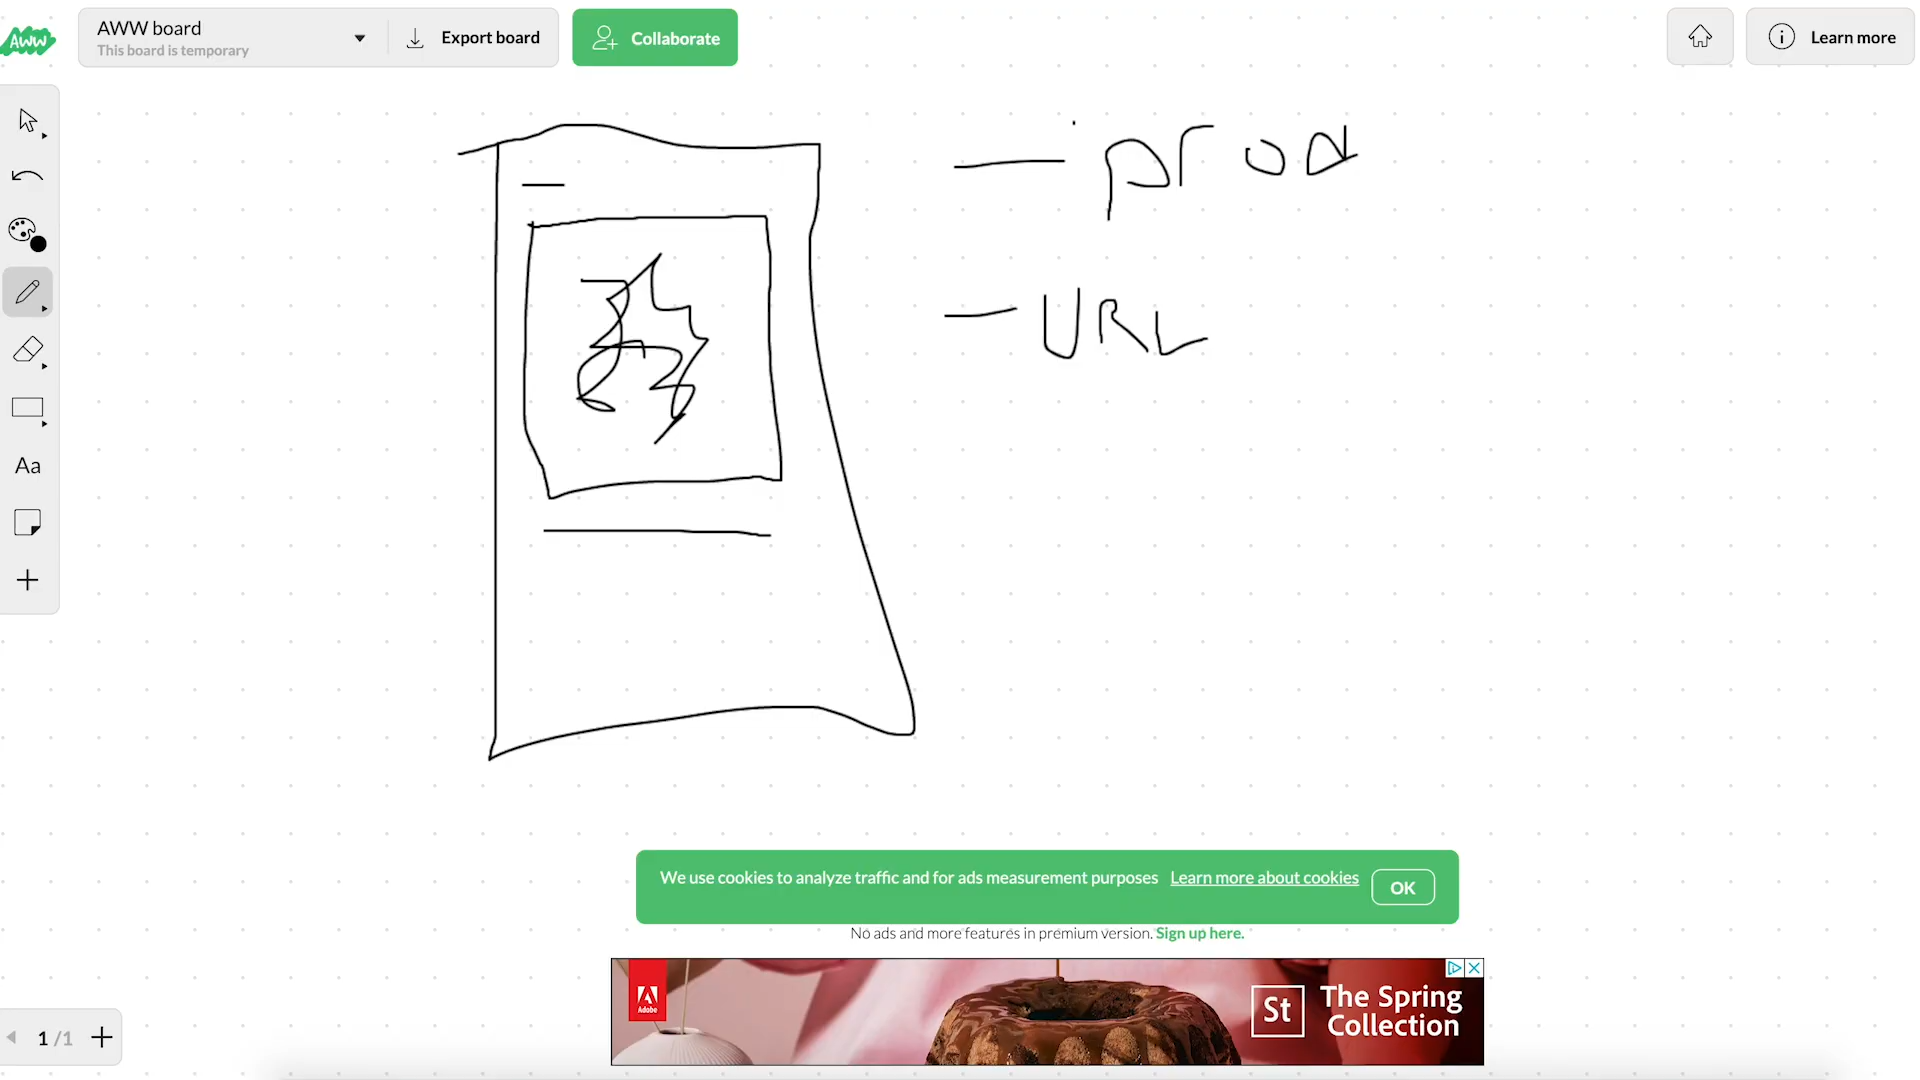 AWW
AWW board
This board is temporary
Export board
Collaborate
Learn more
prod
URL
Aa
We use cookies to analyze traffic and for ads measurement purposes Learn more about cookies
OK
No ads and more features in premium version. Sign up here.
Adobe
St
The Spring
Collection
1 /1